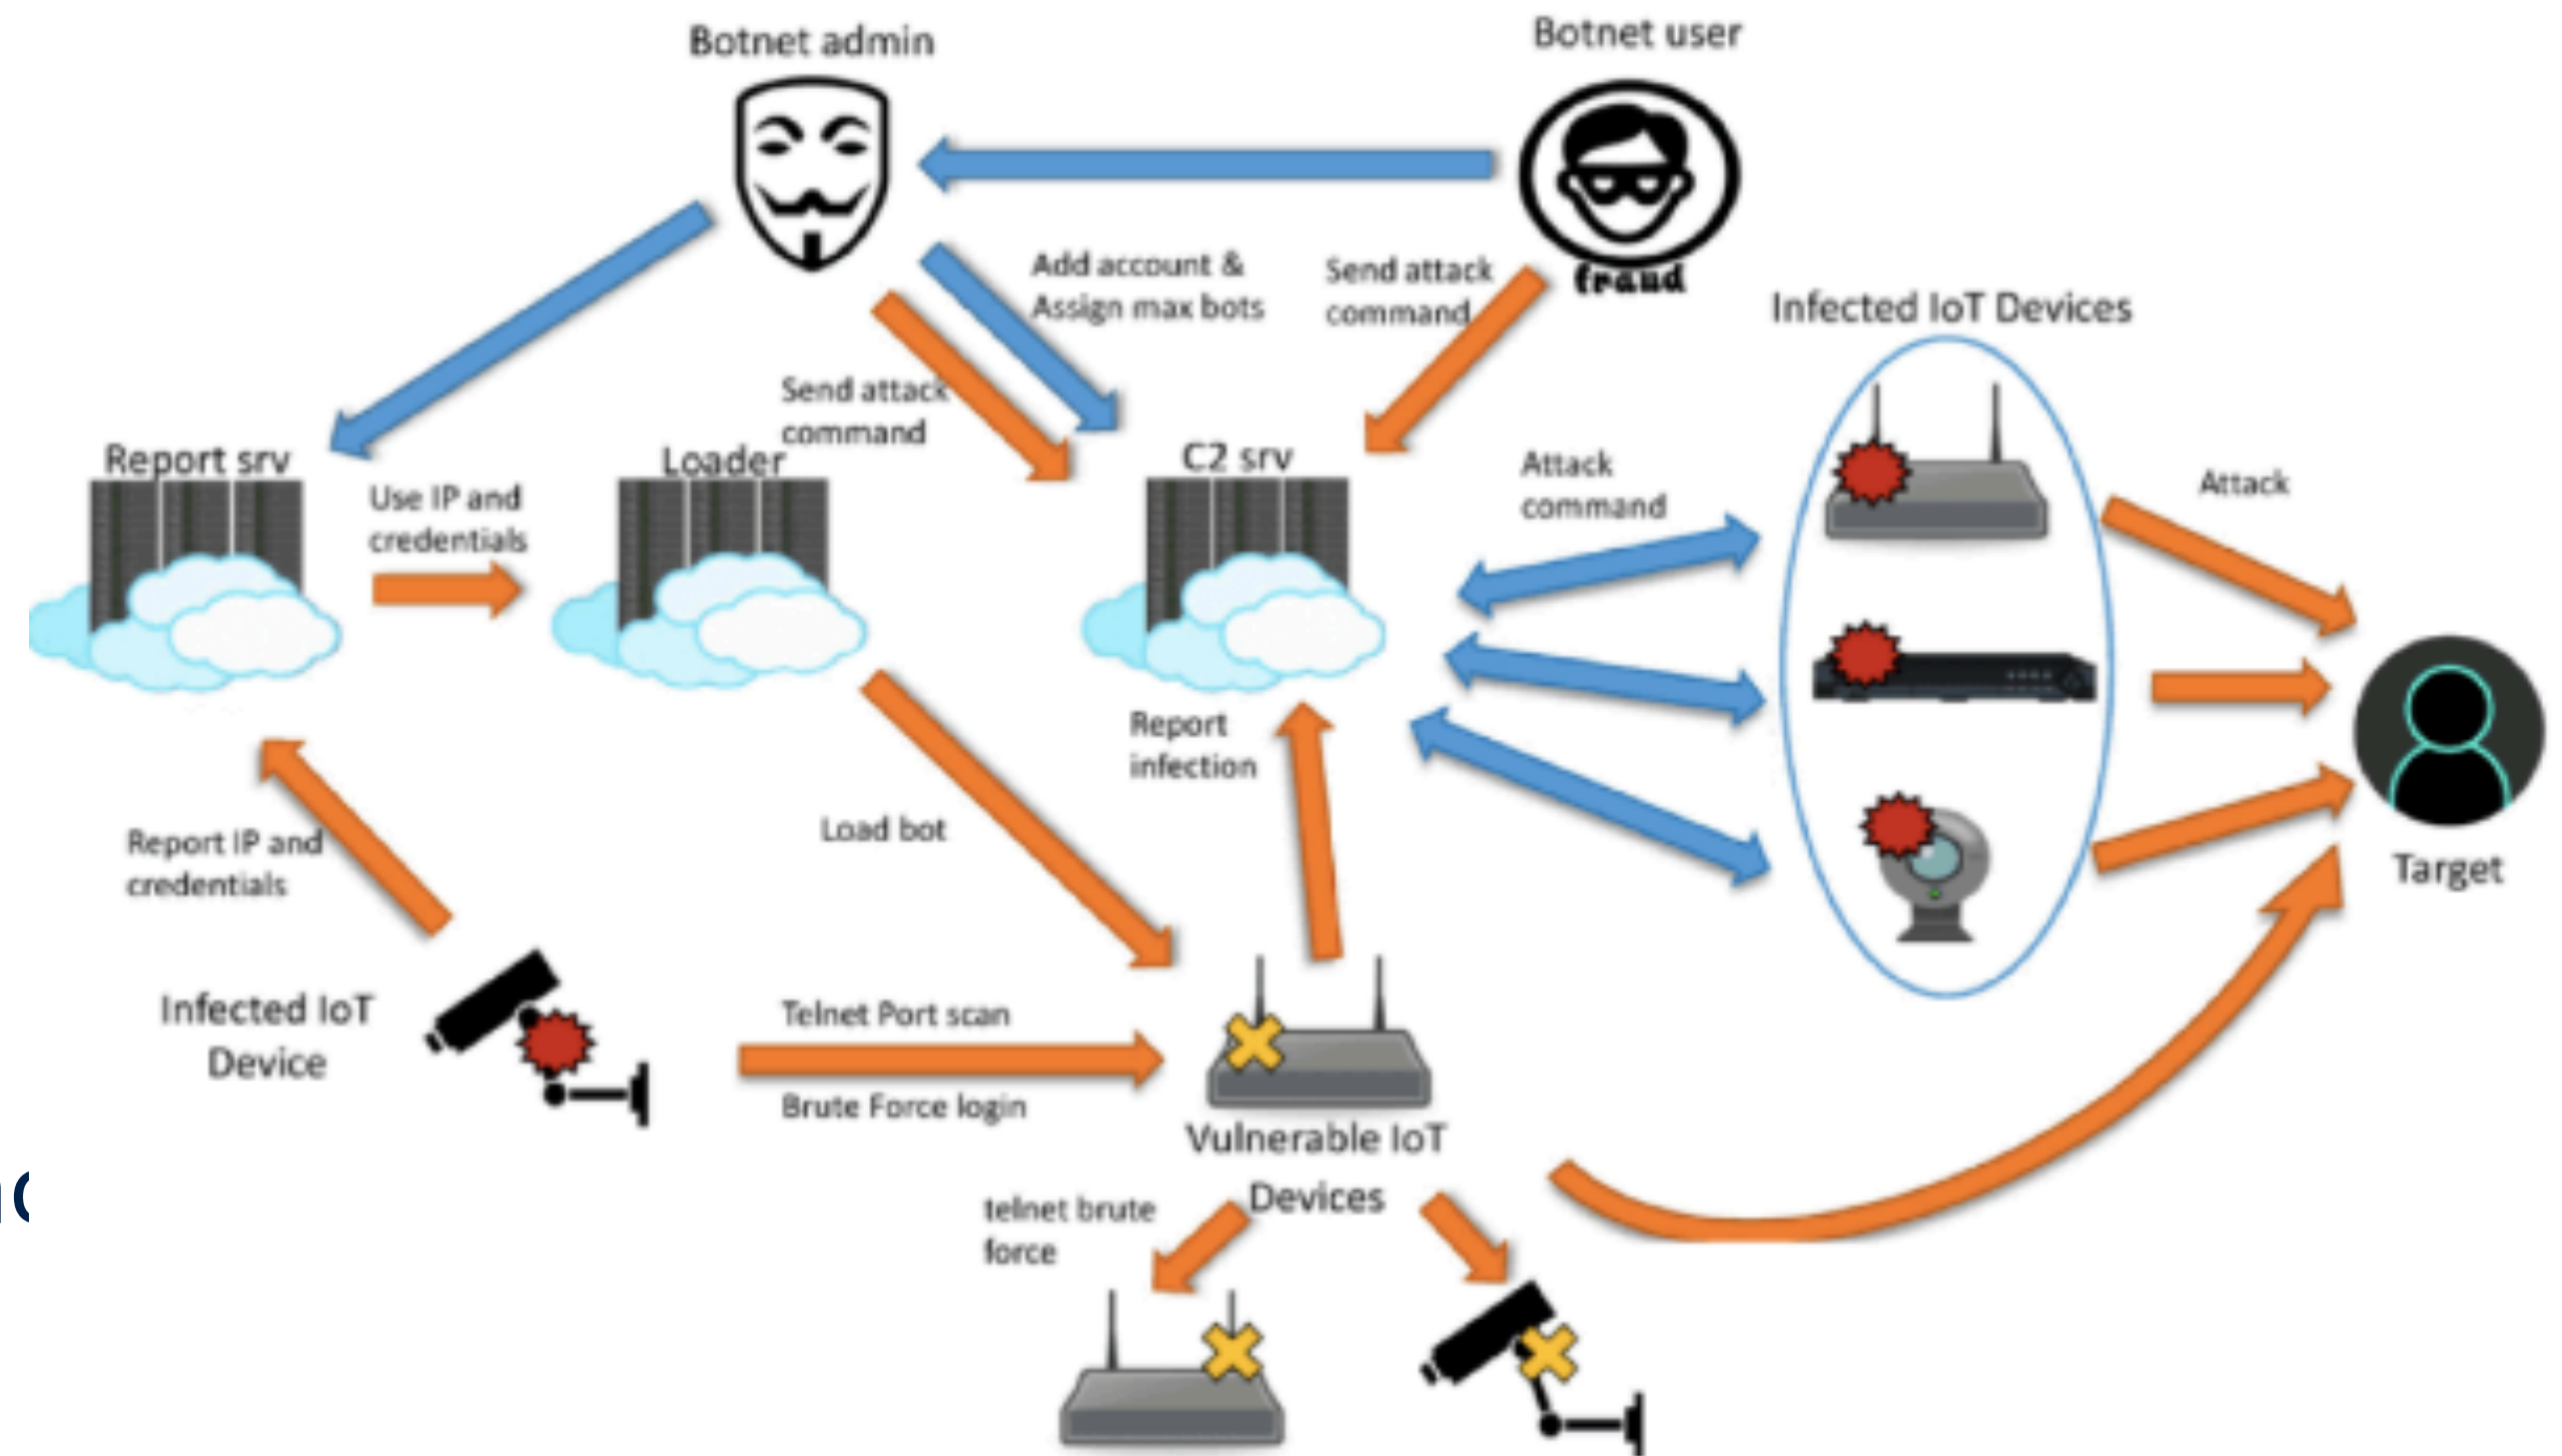 Botnet admin
Botnet user
fraud
Add account &
Assign max bots
Send attack
command
Infected IoT Devices
Send attack
command
Report srv
Loader
C2 srv
Use IP and
credentials
Attack
command
Attack
Report
infection
Load bot
Report IP and
credentials
Target
Infected IoT
Device
Telnet Port scan
Brute Force login
Vulnerable IoT
Devices
telnet brute
force